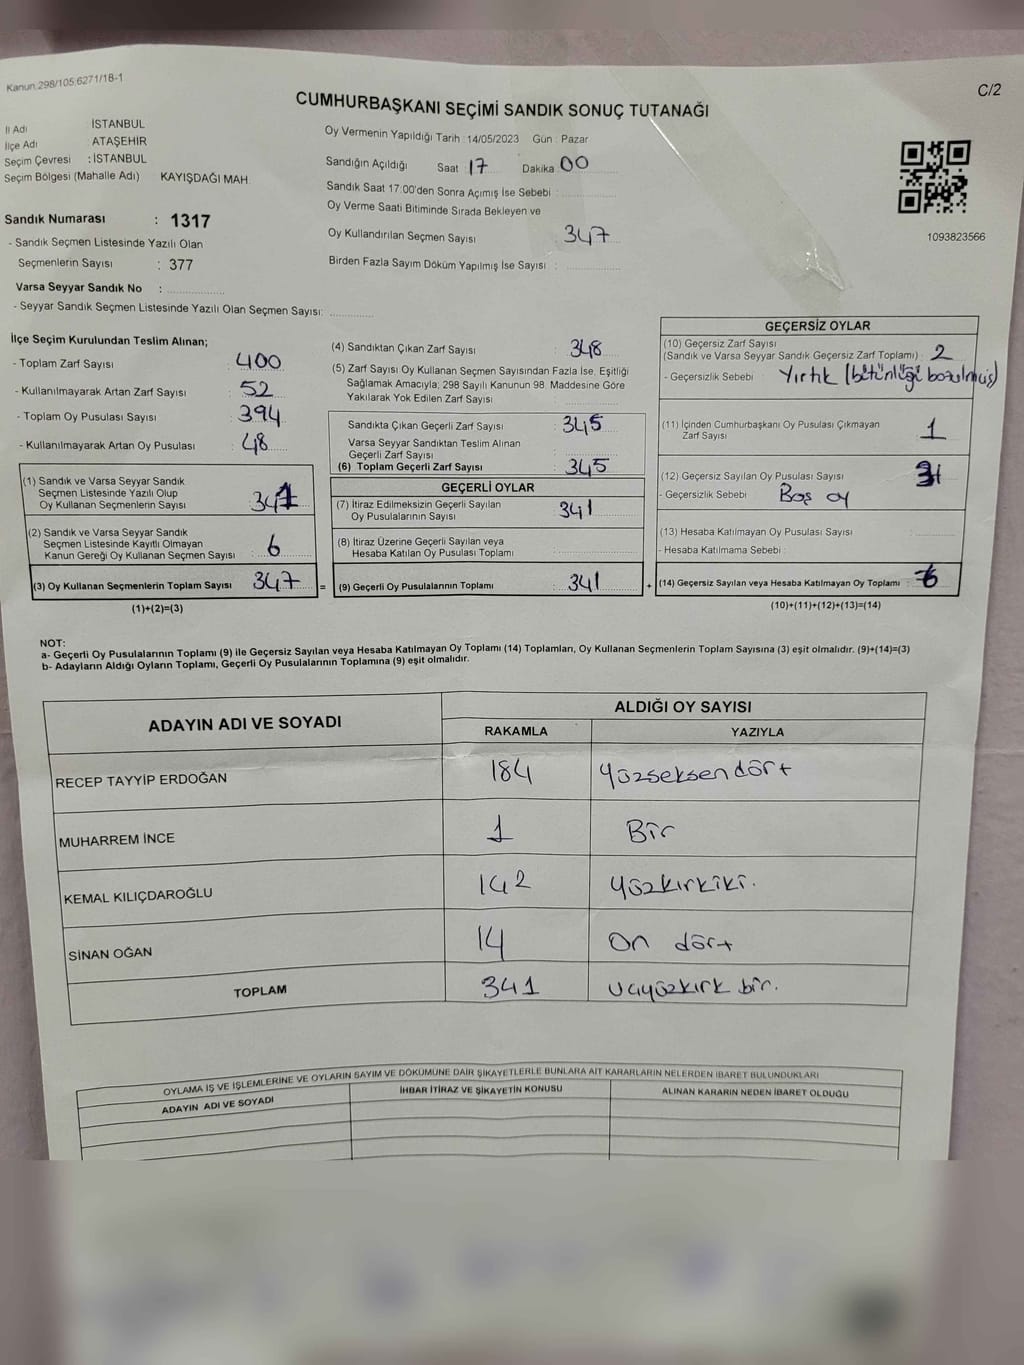 Kanun.298/105.6271/18-1
C/2
CUMHURBAŞKANI SEÇİMİ SANDIK SONUÇ TUTANAĞI
İl Adı İSTANBUL
İlçe Adı ATAŞEHİR
Seçim Çevresi : İSTANBUL
Seçim Bölgesi (Mahalle Adı) KAYIŞDAĞI MAH.
Sandık Numarası : 1317
- Sandık Seçmen Listesinde Yazılı Olan
Seçmenlerin Sayısı : 377
Varsa Seyyar Sandık No :
- Seyyar Sandık Seçmen Listesinde Yazılı Olan Seçmen Sayısı:
Oy Vermenin Yapıldığı Tarih : 14/05/2023 Gün : Pazar
Sandığın Açıldığı Saat 17 Dakika 00
Sandık Saat 17:00'den Sonra Açımış İse Sebebi :
Oy Verme Saati Bitiminde Sırada Bekleyen ve
Oy Kullandırılan Seçmen Sayısı 347
Birden Fazla Sayım Döküm Yapılmış İse Sayısı :
1093823566
İlçe Seçim Kurulundan Teslim Alınan;
- Toplam Zarf Sayısı : 400
- Kullanılmayarak Artan Zarf Sayısı : 52
- Toplam Oy Pusulası Sayısı : 394
- Kullanılmayarak Artan Oy Pusulası : 48
(1) Sandık ve Varsa Seyyar Sandık
Seçmen Listesinde Yazılı Olup
Oy Kullanan Seçmenlerin Sayısı
(2) Sandık ve Varsa Seyyar Sandık
Seçmen Listesinde Kayıtlı Olmayan
Kanun Gereği Oy Kullanan Seçmen Sayısı : 6
(3) Oy Kullanan Seçmenlerin Toplam Sayısı 347 =
(1)+(2)=(3)
(4) Sandıktan Çıkan Zarf Sayısı : 348
(5) Zarf Sayısı Oy Kullanan Seçmen Sayısından Fazla İse, Eşitliği
Sağlamak Amacıyla; 298 Sayılı Kanunun 98. Maddesine Göre
Yakılarak Yok Edilen Zarf Sayısı
Sandıkta Çıkan Geçerli Zarf Sayısı : 345
Varsa Seyyar Sandıktan Teslim Alınan
Geçerli Zarf Sayısı
(6) Toplam Geçerli Zarf Sayısı : 345
GEÇERLİ OYLAR
(7) İtiraz Edilmeksizin Geçerli Sayılan
Oy Pusulalarının Sayısı 341
(8) İtiraz Üzerine Geçerli Sayılan veya
Hesaba Katılan Oy Pusulası Toplamı
(9) Geçerli Oy Pusulalarının Toplamı : 341 +
GEÇERSİZ OYLAR
(10) Geçersiz Zarf Sayısı
(Sandık ve Varsa Seyyar Sandık Geçersiz Zarf Toplamı) : 2
- Geçersizlik Sebebi : Yırtık (bütünlüğü bozulmuş)
(11) İçinden Cumhurbaşkanı Oy Pusulası Çıkmayan
Zarf Sayısı 1
(12) Geçersiz Sayılan Oy Pusulası Sayısı
- Geçersizlik Sebebi : Boş oy
(13) Hesaba Katılmayan Oy Pusulası Sayısı :
- Hesaba Katılmama Sebebi :
(14) Geçersiz Sayılan veya Hesaba Katılmayan Oy Toplamı : 6
(10)+(11)+(12)+(13)=(14)
NOT:
a- Geçerli Oy Pusulalarının Toplamı (9) ile Geçersiz Sayılan veya Hesaba Katılmayan Oy Toplamı (14) Toplamları, Oy Kullanan Seçmenlerin Toplam Sayısına (3) eşit olmalıdır. (9)+(14)=(3)
b- Adayların Aldığı Oyların Toplamı, Geçerli Oy Pusulalarının Toplamına (9) eşit olmalıdır.
ADAYIN ADI VE SOYADI
ALDIĞI OY SAYISI
RAKAMLA YAZIYLA
RECEP TAYYİP ERDOĞAN 184 Yüzseksendört
MUHARREM İNCE 1 Bir
KEMAL KILIÇDAROĞLU 142 Yüzkırkiki.
SİNAN OĞAN 14 On dört
TOPLAM 341 Uçyüzkırk bir.
OYLAMA İŞ VE İŞLEMLERİNE VE OYLARIN SAYIM VE DÖKÜMÜNE DAİR ŞİKAYETLERLE BUNLARA AİT KARARLARIN NELERDEN İBARET BULUNDUKLARI
ADAYIN ADI VE SOYADI
İHBAR İTİRAZ VE ŞİKAYETİN KONUSU
ALINAN KARARIN NEDEN İBARET OLDUĞU